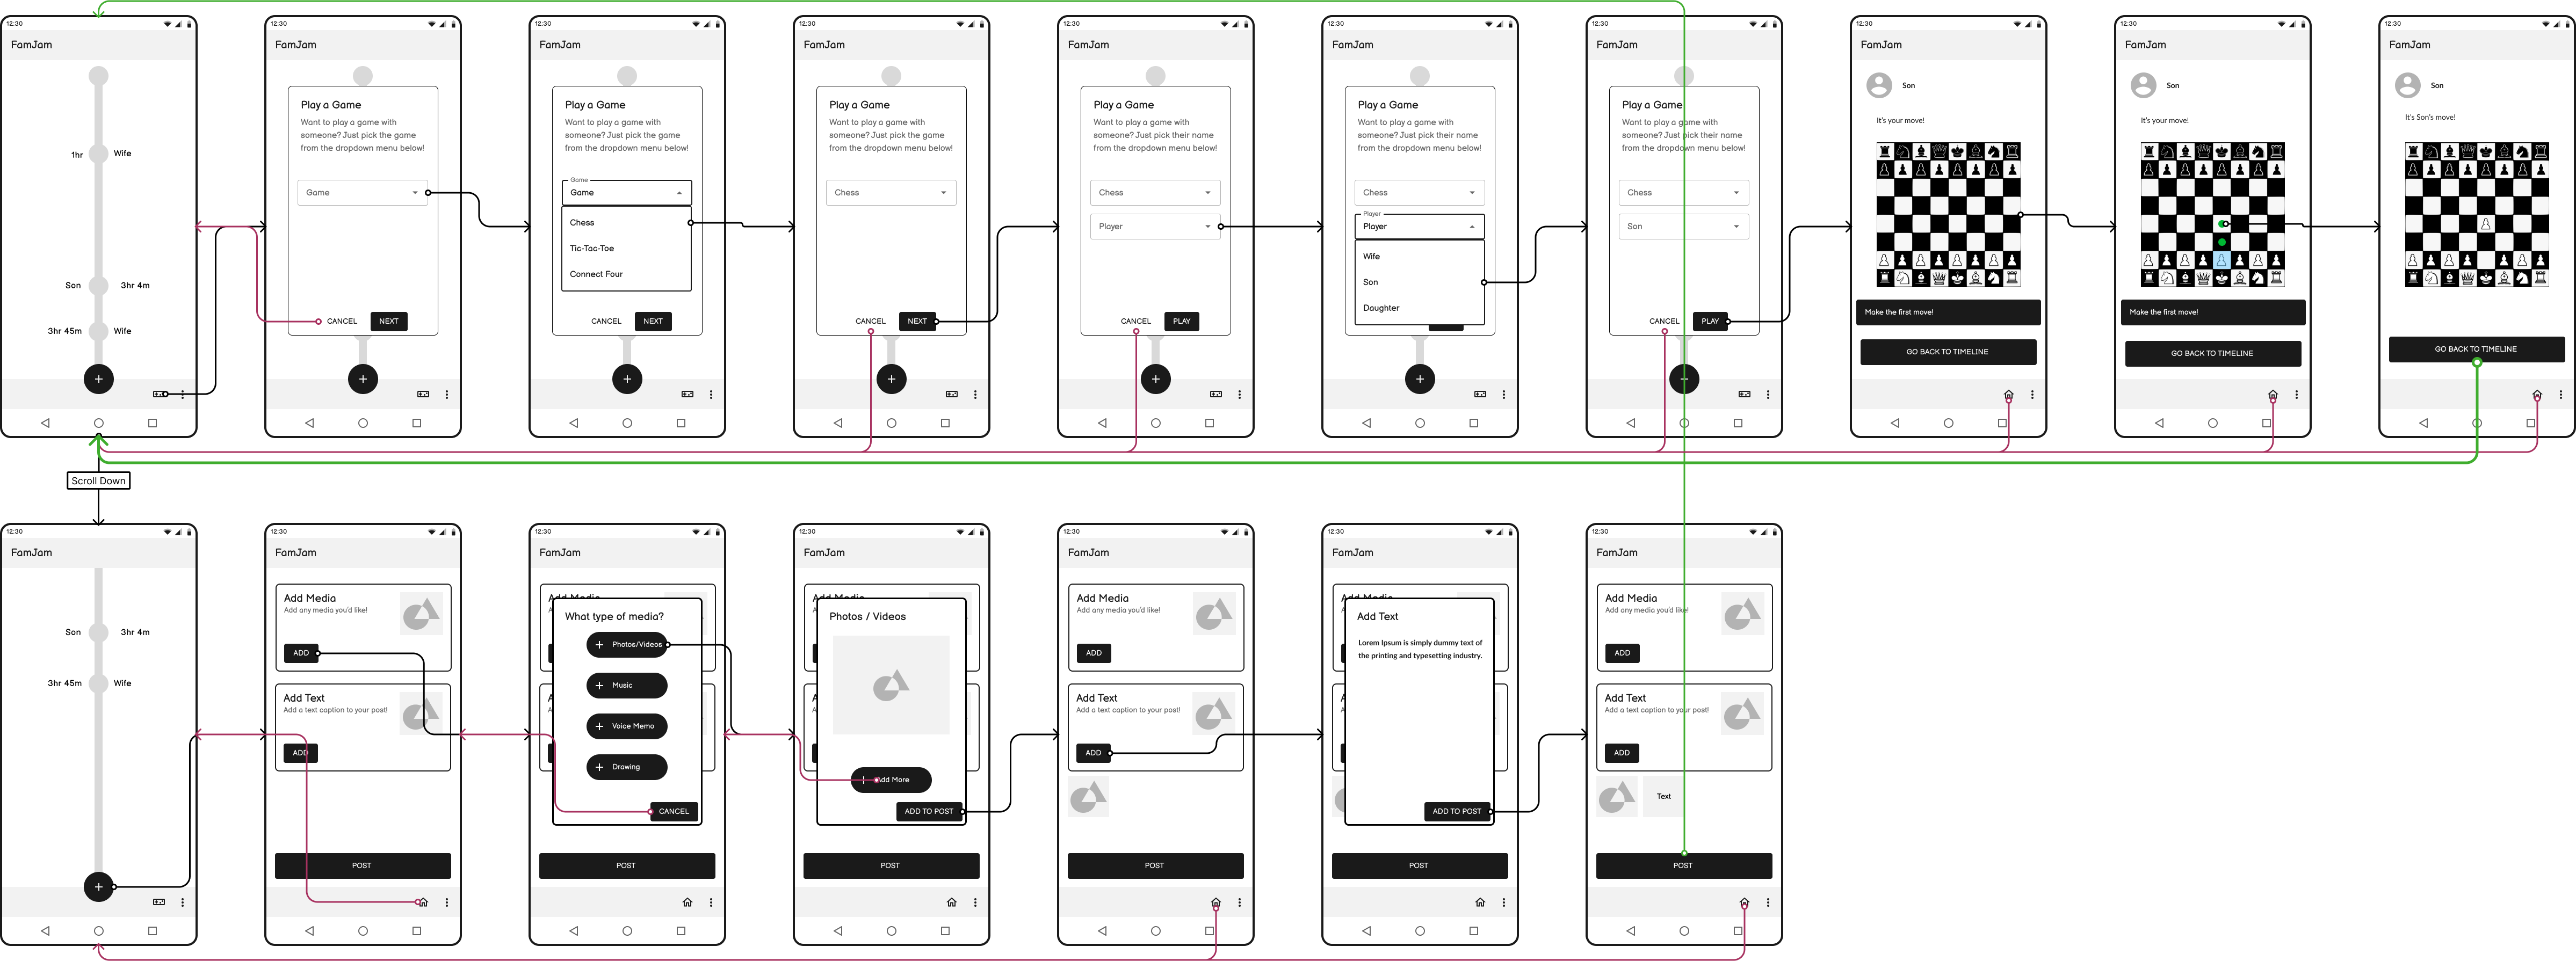 12:30
FamJam
1hr
Wife
Son
3hr 4m
3hr 45m
Wife
12:30
FamJam
Play a Game
Want to play a game with
someone? Just pick the game
from the dropdown menu below!
Game
CANCEL
NEXT
12:30
FamJam
Play a Game
Want to play a game with
someone? Just pick the game
from the dropdown menu below!
Game
Game
Chess
Tic-Tac-Toe
Connect Four
CANCEL
NEXT
12:30
FamJam
Play a Game
Want to play a game with
someone? Just pick the game
from the dropdown menu below!
Chess
CANCEL
NEXT
12:30
FamJam
Play a Game
Want to play a game with
someone? Just pick their name
from the dropdown menu below!
Chess
Player
CANCEL
PLAY
12:30
FamJam
Play a Game
Want to play a game with
someone? Just pick their name
from the dropdown menu below!
Chess
Player
Player
Wife
Son
Daughter
12:30
FamJam
Play a Game
Want to play a game with
someone? Just pick their name
from the dropdown menu below!
Chess
Son
CANCEL
PLAY
12:30
FamJam
Son
It's your move!
Make the first move!
GO BACK TO TIMELINE
12:30
FamJam
Son
It's your move!
Make the first move!
GO BACK TO TIMELINE
12:30
FamJam
Son
It's Son's move!
GO BACK TO TIMELINE
Scroll Down
12:30
FamJam
Son
3hr 4m
3hr 45m
Wife
12:30
FamJam
Add Media
Add any media you'd like!
ADD
Add Text
Add a text caption to your post!
ADD
POST
12:30
FamJam
Add Media
A
What type of media?
Photos/Videos
Music
A
Voice Memo
Drawing
CANCEL
POST
12:30
FamJam
Add Media
A
Photos / Videos
A
Add More
ADD TO POST
POST
12:30
FamJam
Add Media
Add any media you'd like!
ADD
Add Text
Add a text caption to your post!
ADD
POST
12:30
FamJam
Add Media
A
Add Text
Lorem Ipsum is simply dummy text of
the printing and typesetting industry.
A
ADD TO POST
POST
12:30
FamJam
Add Media
Add any media you'd like!
ADD
Add Text
Add a text caption to your post!
ADD
Text
POST